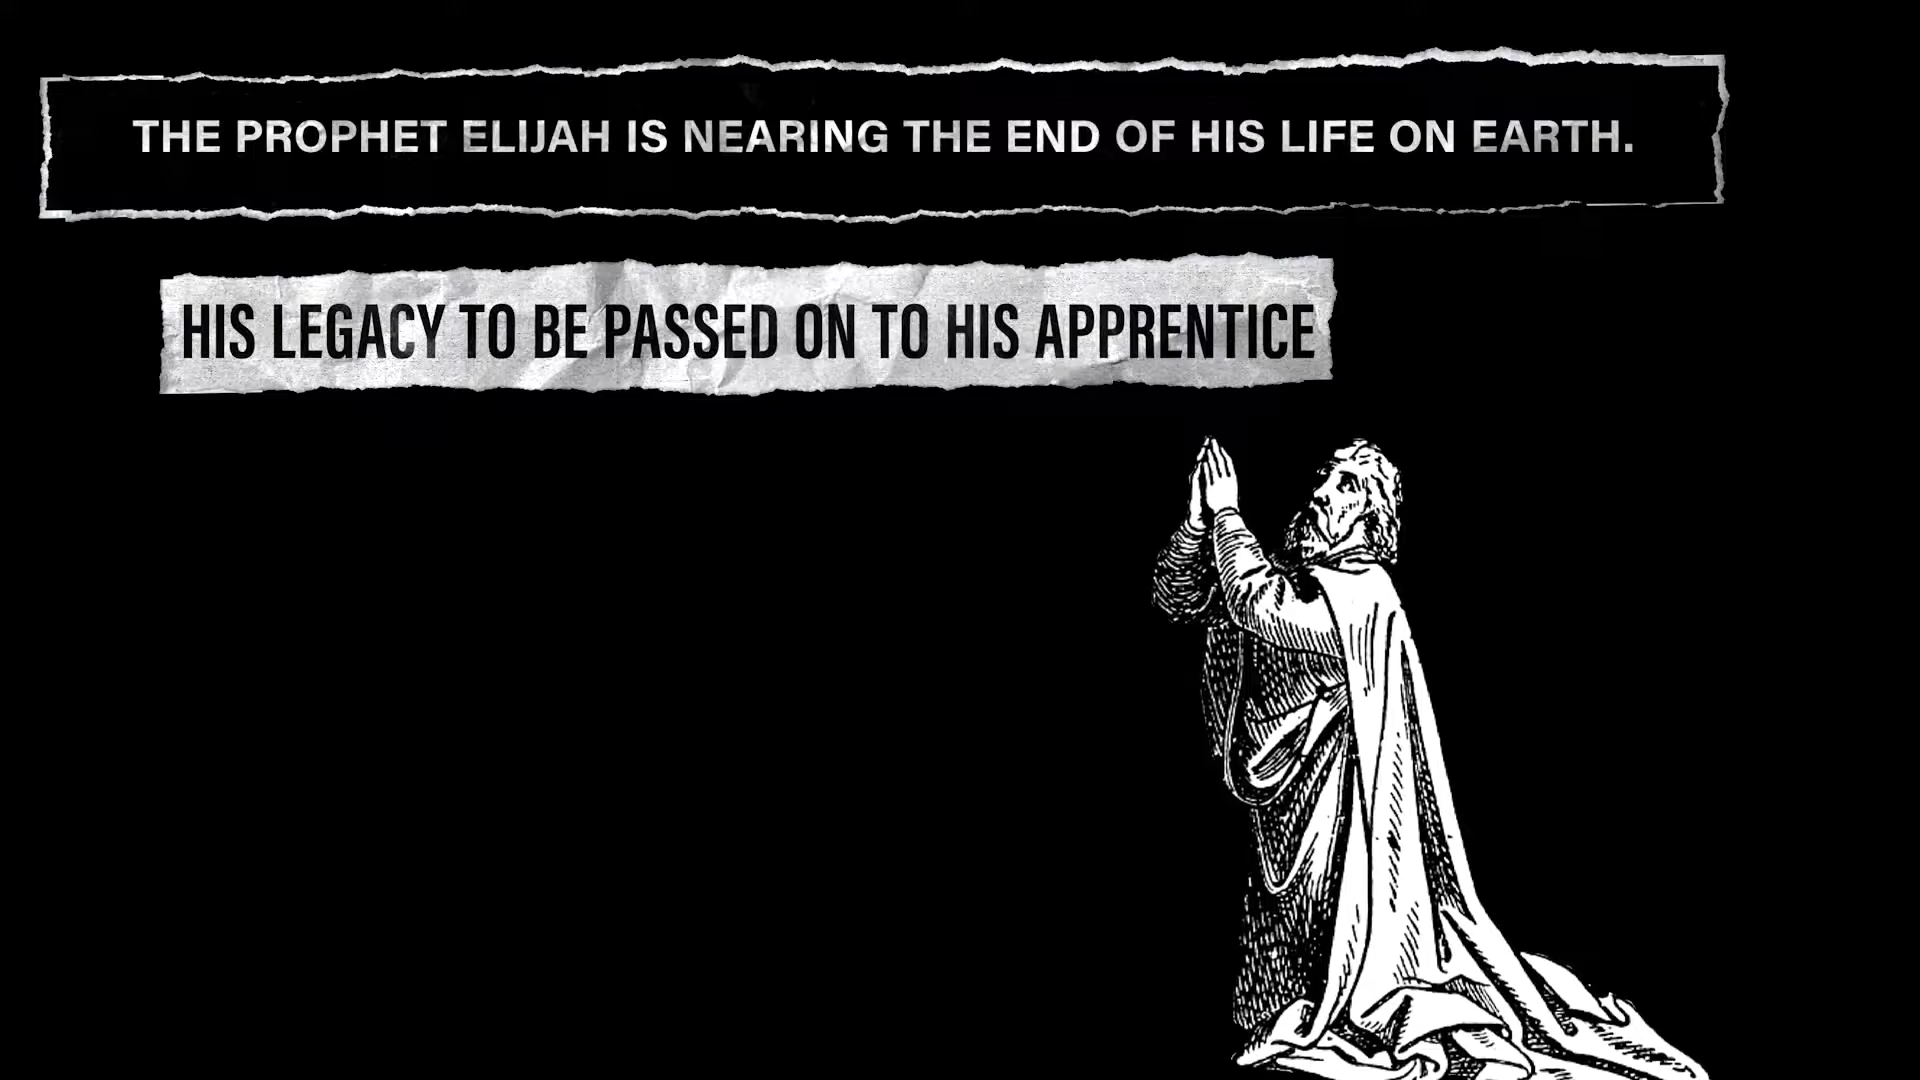 THE PROPHET ELIJAH IS NEARING THE END OF HIS LIFE ON EARTH.
HIS LEGACY TO BE PASSED ON TO HIS APPRENTICE